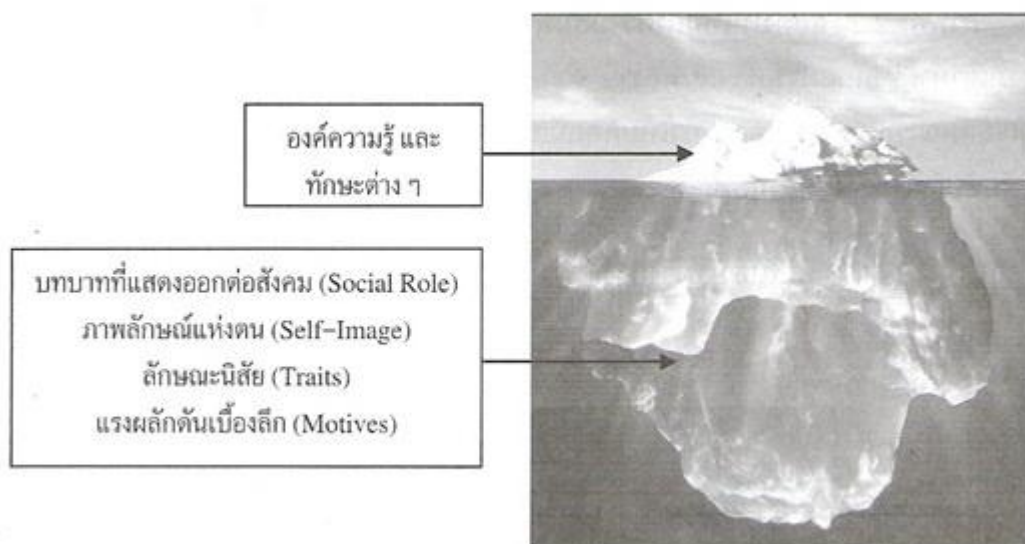 องค์ความรู้ และ
ทักษะต่าง ๆ
บทบาทที่แสดงออกต่อสังคม (Social Role)
ภาพลักษณ์แห่งตน (Self-Image)
ลักษณะนิสัย (Traits)
แรงผลักดันเบื้องลึก (Motives)